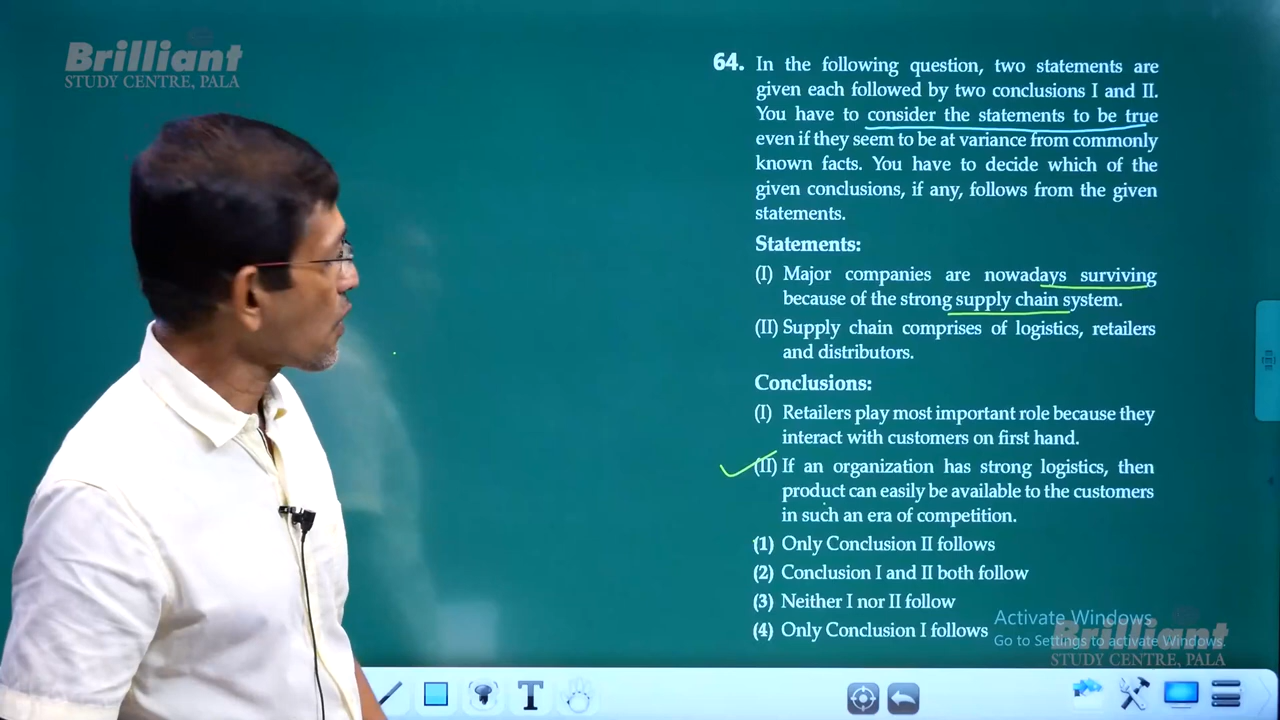 Brilliant
STUDY CENTRE, PALA
64. In the following question, two statements are
given each followed by two conclusions I and II.
You have to consider the statements to be true
even if they seem to be at variance from commonly
known facts. You have to decide which of the
given conclusions, if any, follows from the given
statements.
Statements:
(I) Major companies are nowadays surviving
because of the strong supply chain system.
(II) Supply chain comprises of logistics, retailers
and distributors.
Conclusions:
(I) Retailers play most important role because they
interact with customers on first hand.
(II) If an organization has strong logistics, then
product can easily be available to the customers
in such an era of competition.
(1) Only Conclusion II follows
(2) Conclusion I and II both follow
(3) Neither I nor II follow
(4) Only Conclusion I follows
Activate Windows
Go to Settings to activate Windows.
Brilliant
STUDY CENTRE, PALA
T